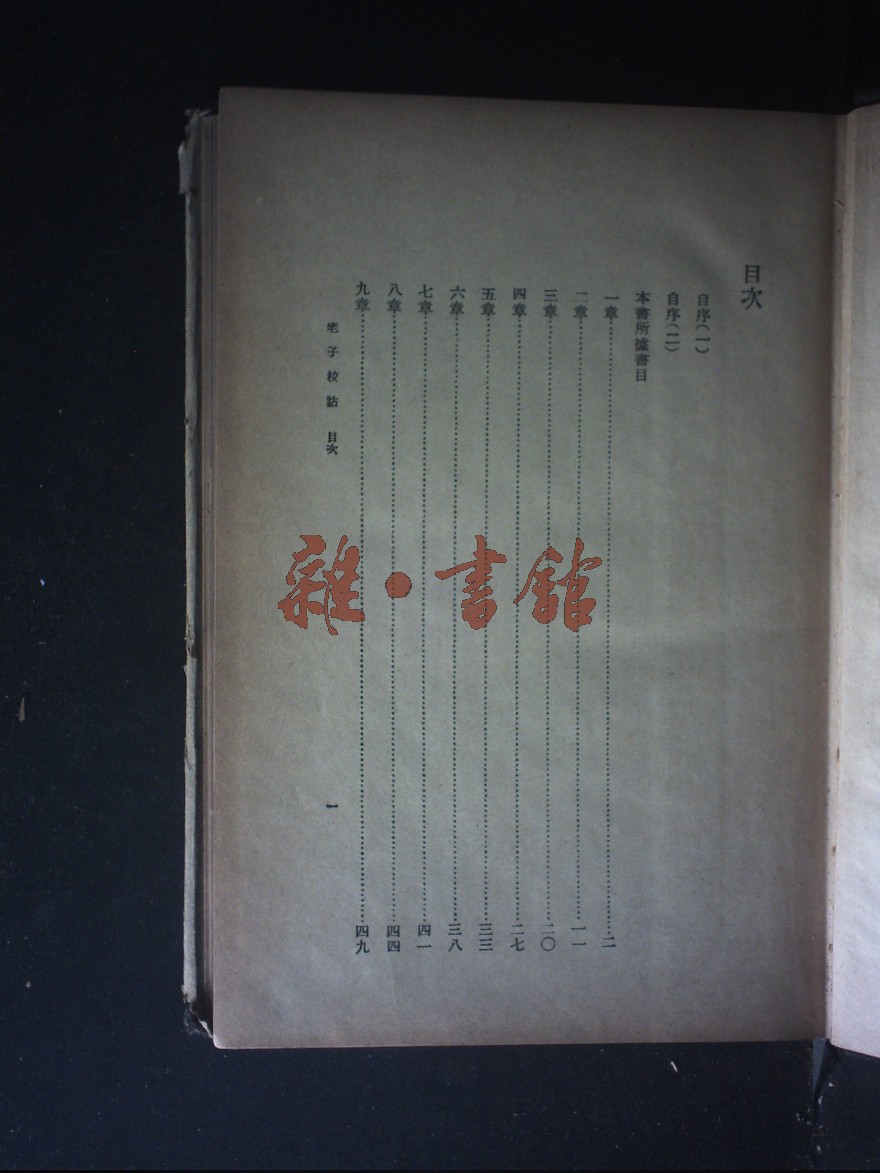 目次
自序(一)
自序(二)
本書所據書目
一章……二
二章……一一
三章……二〇
四章……二七
五章……三三
六章……三八
七章……四一
八章……四四
九章……四九
老子校詁 目次 一
雜·書館